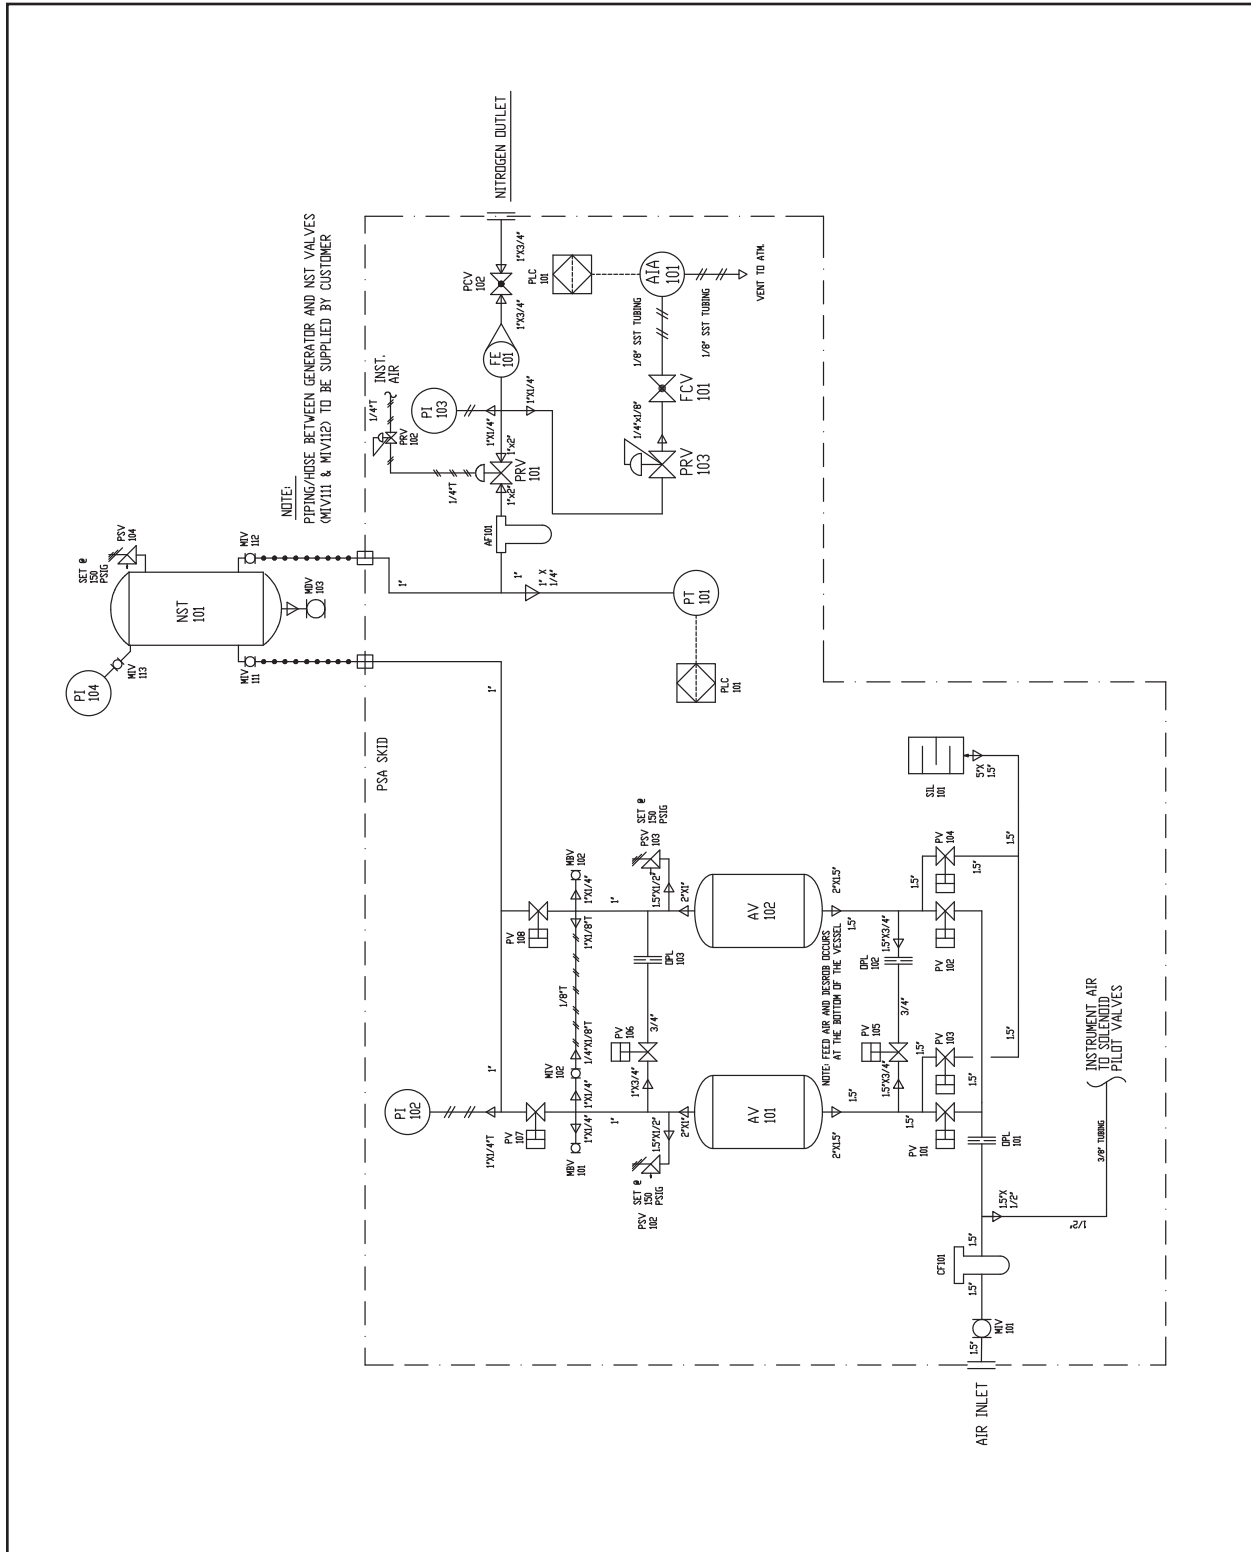 NITROGEN OUTLET
NOTE:
PIPING/HOSE BETWEEN GENERATOR AND NST VALVES
(MIV111 & MIV112) TO BE SUPPLIED BY CUSTOMER
SET @
150
PSIG
PSV
104
NST
101
MIV
112
MDV
103
MIV
111
MIV
113
PI
104
PSA SKID
INST.
AIR
1/4"T
PRV
102
1/4"T
PI
103
PCV
102
1"X3/4"
1"X3/4"
FE
101
1"X1/4"
1"X1/4"
1"x2"
PRV
101
1"x2"
AF101
PLC
101
AIA
101
VENT TO ATM.
1/8" SST TUBING
1/8" SST TUBING
FCV
101
1/4"x1/8"
PRV
103
1"
1"
1" X
1/4"
PT
101
PLC
101
1"
1"
PI
102
1"X1/4"T
PV
107
PV
108
MBV
102
1"X1/4"
1"X1/8"T
1/8"T
1/4"X1/8"T
MIV
102
1"X1/4"
1"X1/4"
MBV
101
1"
1"
SET @
150
PSIG
PSV
103
1.5"X1/2"
2"X1"
OPL
103
3/4"
PV
106
1"X3/4"
SET @
150
PSIG
PSV
102
1.5"X1/2"
2"X1"
AV
102
AV
101
NOTE: FEED AIR AND DESROB OCCURS
AT THE BOTTOM OF THE VESSEL
2"X1.5"
1.5"
2"X1.5"
1.5"
1.5"X3/4"
OPL
102
3/4"
PV
105
1.5"X3/4"
1.5"
PV
104
1.5"
PV
102
1.5"
PV
103
1.5"
1.5"
PV
101
OPL
101
SIL
101
5"X
1.5"
1.5"
1.5"
INSTRUMENT AIR
TO SOLENOID
PILOT VALVES
3/8" TUBING
1/2"
1.5"X
1/2"
1.5"
CF101
1.5"
MIV
101
1.5"
AIR INLET